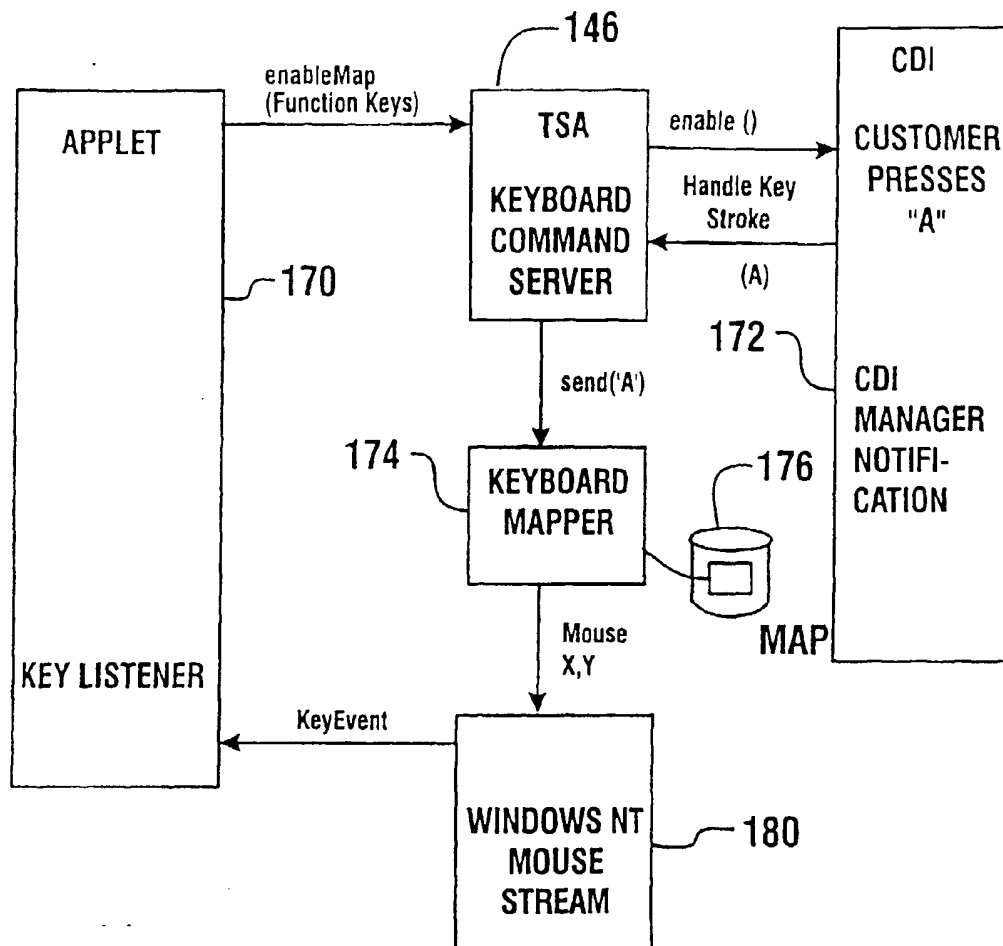 146
enableMap
(Function Keys)
APPLET
170
KEY LISTENER
TSA
KEYBOARD
COMMAND
SERVER
enable ()
Handle Key
Stroke
(A)
CDI
CUSTOMER
PRESSES
"A"
172
CDI
MANAGER
NOTIFI-
CATION
send('A')
174
KEYBOARD
MAPPER
176
MAP
Mouse
X,Y
KeyEvent
WINDOWS NT
MOUSE
STREAM
180